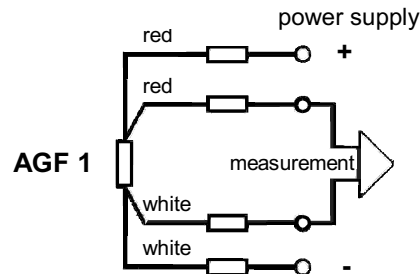 power supply
red
+
red
AGF 1
measurement
white
white
-